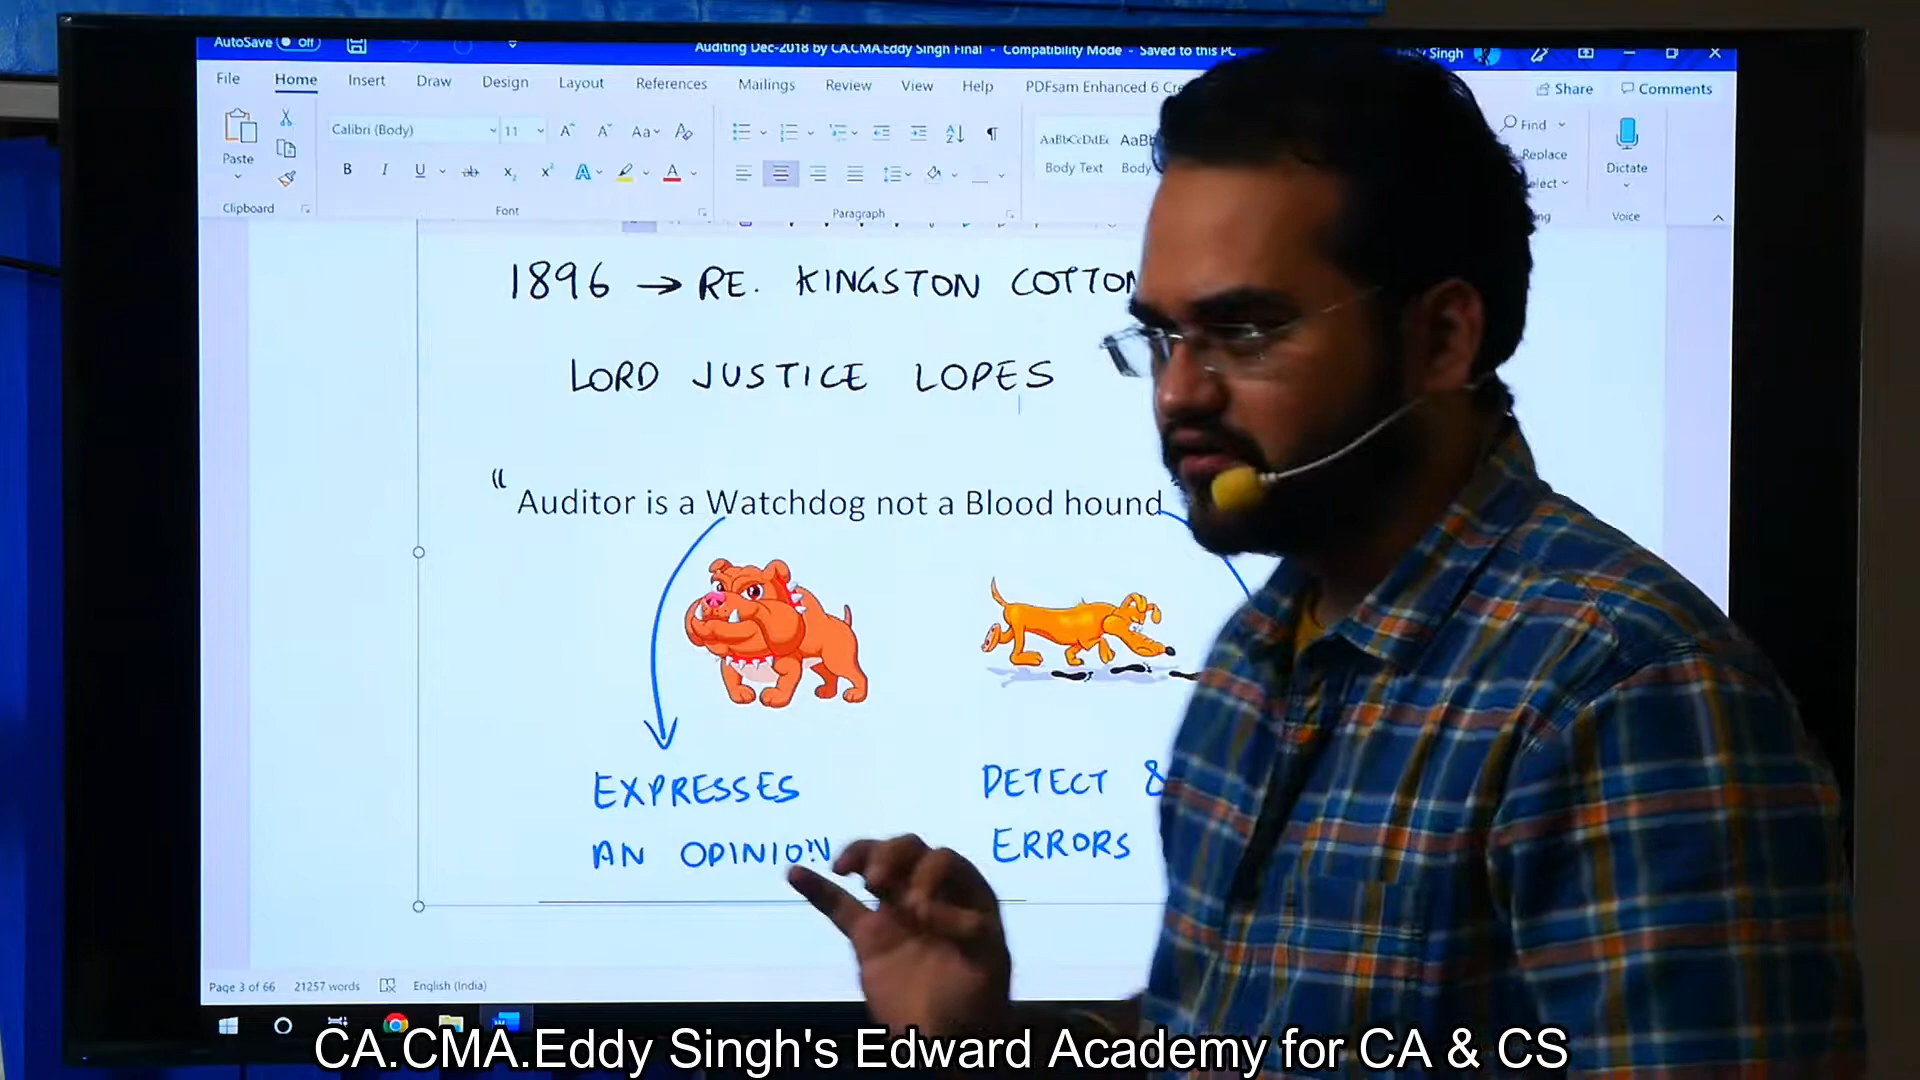 AutoSave Off
Auditing Dec-2018 by CA.CMA.Eddy Singh Final - Compatibility Mode - Saved to this PC
Singh
File Home Insert Draw Design Layout References Mailings Review View Help PDFsam Enhanced 6
Share Comments
Paste
Calibri (Body) 11
Find
Replace
Dictate
Body Text Body
Clipboard Font Paragraph Voice
1896 → RE. KINGSTON COTTON
LORD JUSTICE LOPES
“ Auditor is a Watchdog not a Blood hound
EXPRESSES
AN OPINION
DETECT &
ERRORS
Page 3 of 66 21257 words English (India)
CA.CMA.Eddy Singh's Edward Academy for CA & CS